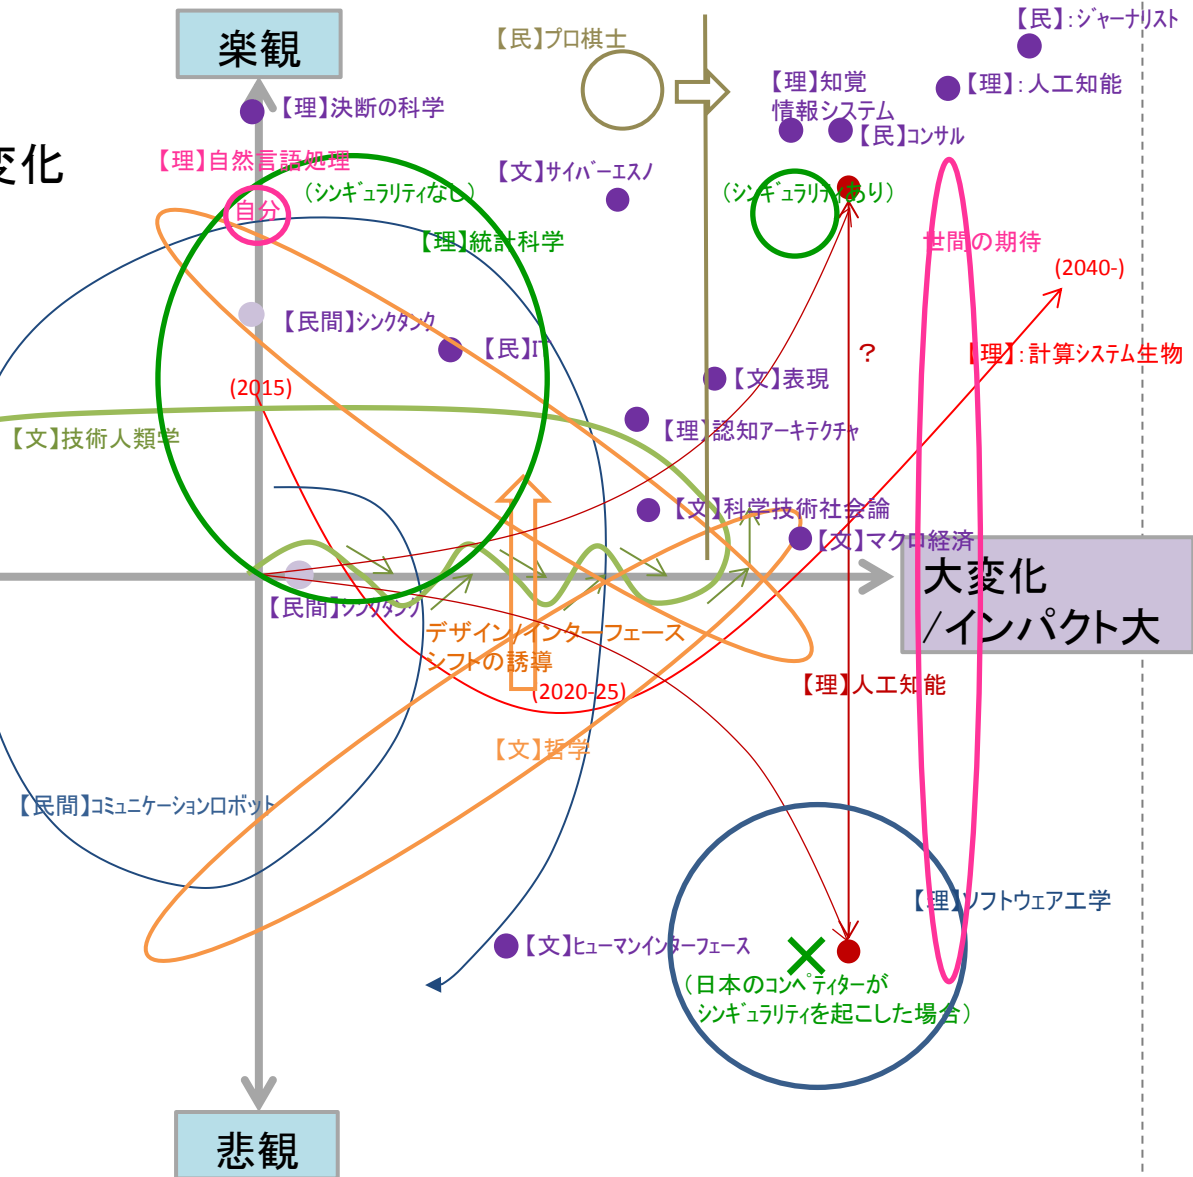 【民】:ジャーナリスト
楽観
【民】プロ棋士
【理】知覚
情報システム
【理】:人工知能
【理】決断の科学
【民】コンサル
変化
【理】自然言語処理
【文】サイバーエスノ
(シンギュラリティなし)
(シンギュラリティあり)
自分
【理】統計科学
世間の期待
(2040-)
【民間】シンクタンク
【民】IT
?
【理】:計算システム生物
(2015)
【文】表現
【文】技術人類学
【理】認知アーキテクチャ
【文】科学技術社会論
【文】マクロ経済
大変化
/インパクト大
【民間】シンクタンク
デザイン/インターフェース
シフトの誘導
(2020-25)
【理】人工知能
【文】哲学
【民間】コミュニケーションロボット
【理】ソフトウェア工学
【文】ヒューマンインターフェース
(日本のコンペティターが
シンギュラリティを起こした場合)
悲観